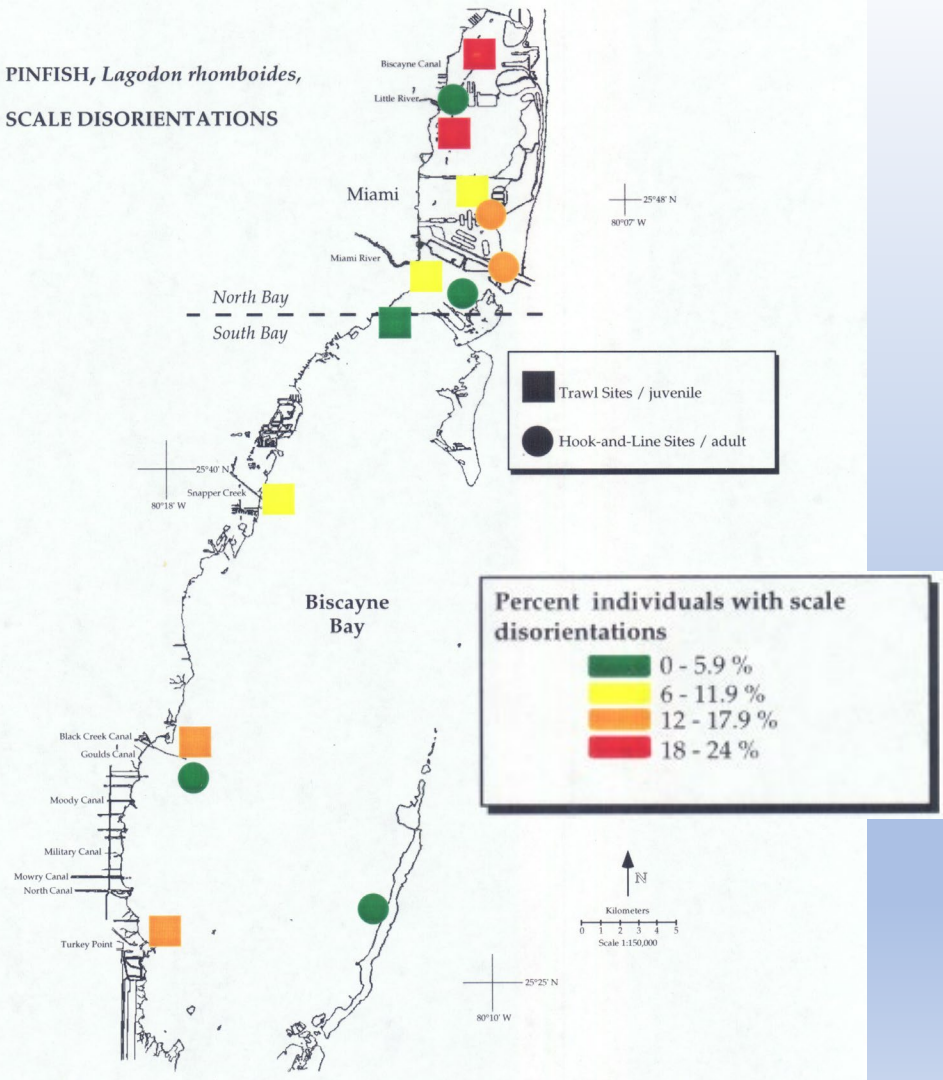 PINFISH, Lagodon rhomboides,
SCALE DISORIENTATIONS
Biscayne Canal
Little River
Miami
25°48' N
80°07' W
Miami River
North Bay
South Bay
Trawl Sites / juvenile
Hook-and-Line Sites / adult
25°40' N
80°18' W
Snapper Creek
Biscayne
Bay
Percent individuals with scale
disorientations
0 - 5.9 %
6 - 11.9 %
12 - 17.9 %
18 - 24 %
Black Creek Canal
Goulds Canal
Moody Canal
Military Canal
Mowry Canal
North Canal
Turkey Point
N
Kilometers
0 1 2 3 4 5
Scale 1:150,000
25°25' N
80°10' W